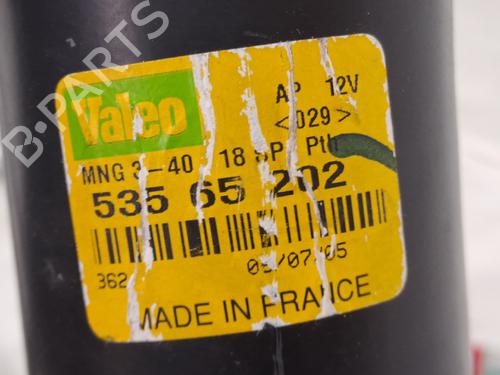 B-PARTS
Valeo
AP 12V
<029>
MNG 3-40 18 SP Pth
535 65 202
362
/07/05
MADE IN FRANCE